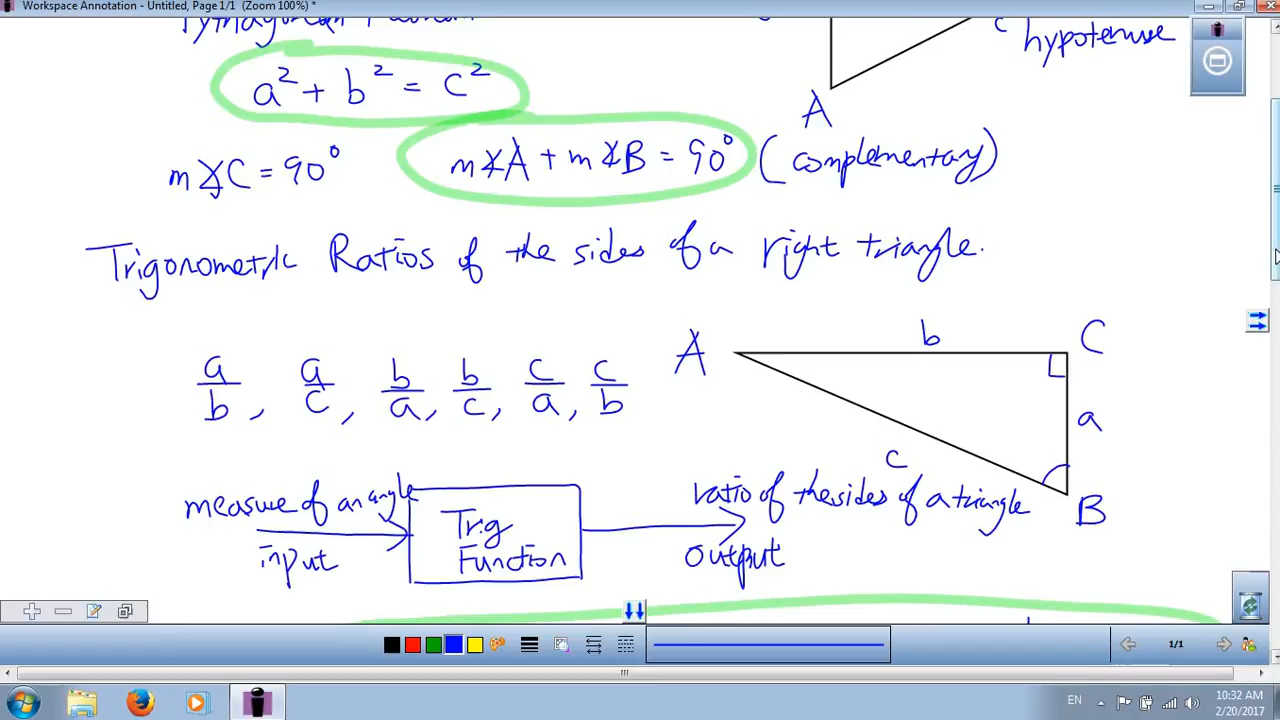 Workspace Annotation - Untitled, Page 1/1 (Zoom 100%) *
c
hypotenuse
a² + b² = c²
A
m∡C = 90°
m∡A + m∡B = 90° (complementary)
Trigonometric Ratios of the sides of a right triangle.
a/b, a/c, b/a, b/c, c/a, c/b
A
b
C
a
c
B
measure of an angle
input
Trig
Function
ratio of the sides of a triangle
output
1/1
EN
10:32 AM
2/20/2017